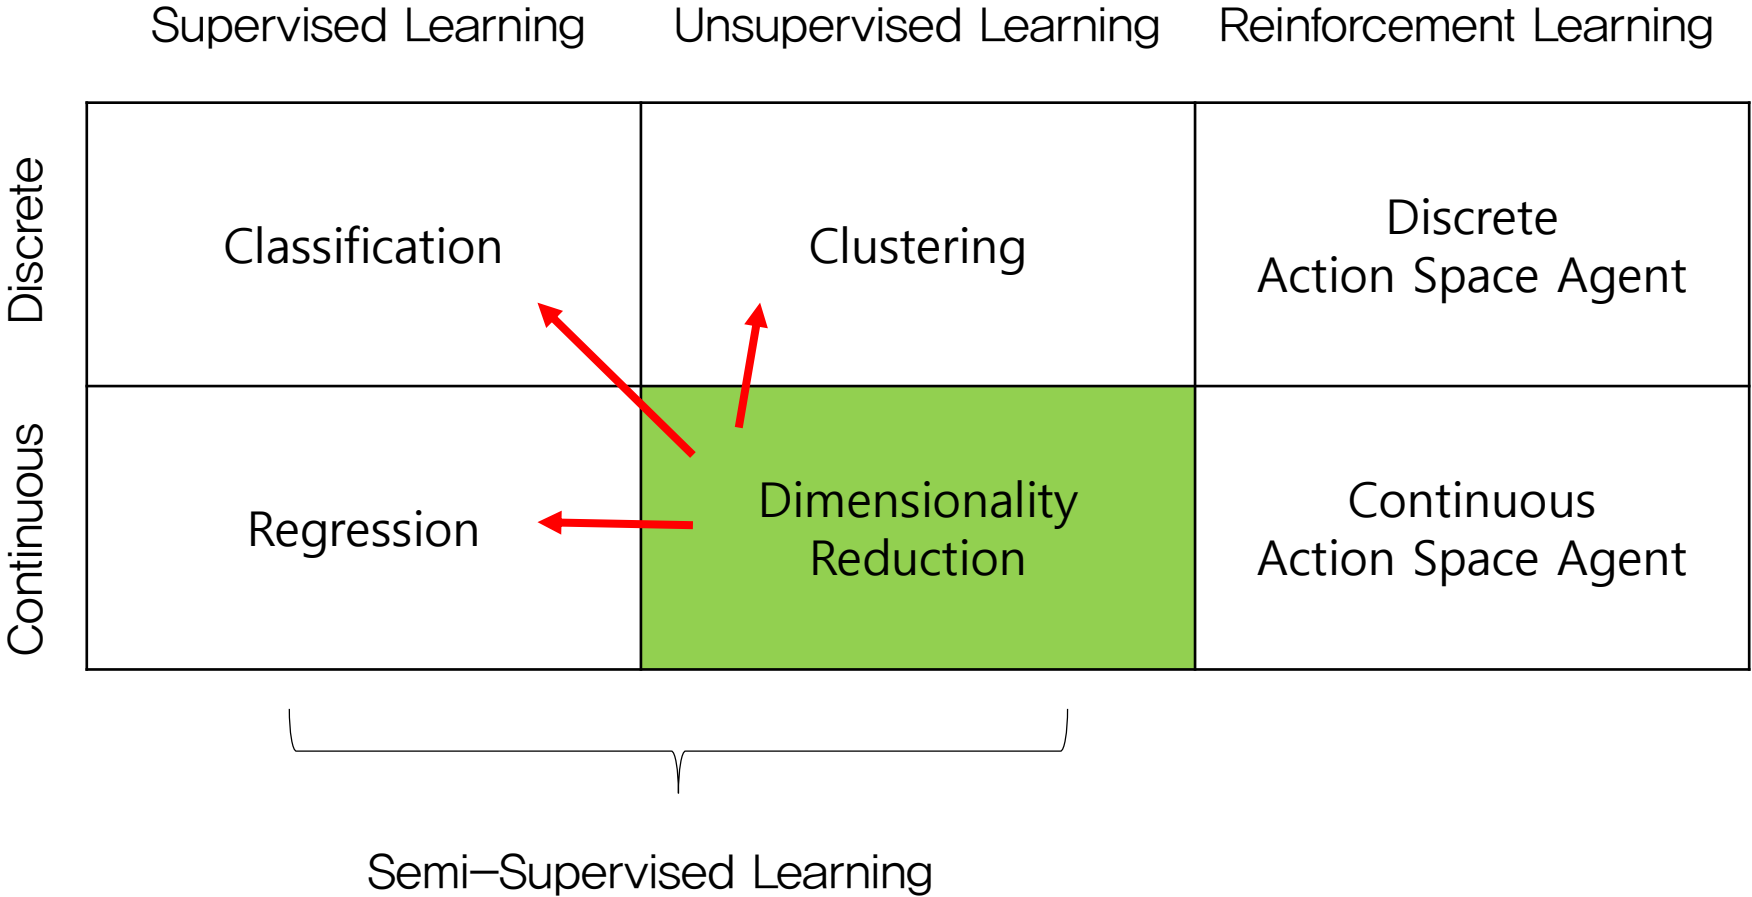 Supervised Learning
Unsupervised Learning
Reinforcement Learning
Discrete
Classification
Clustering
Discrete
Action Space Agent
Continuous
Regression
Dimensionality
Reduction
Continuous
Action Space Agent
Semi-Supervised Learning